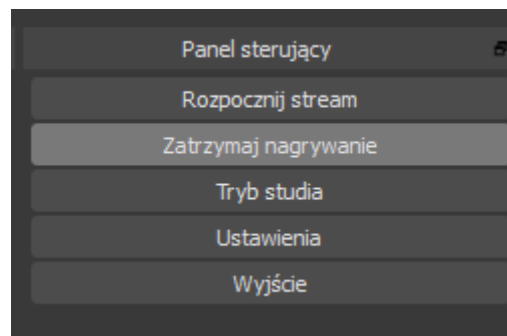 Panel sterujący
Rozpocznij stream
Zatrzymaj nagrywanie
Tryb studia
Ustawienia
Wyjście